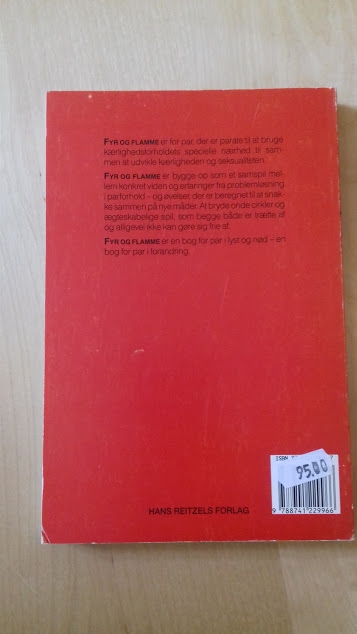 FYR OG FLAMME er for par, der er parate til at bruge
kærlighedsforholdets specielle nærhed til sam-
men at udvikle kærligheden og seksualiteten.
FYR OG FLAMME er bygge op som et samspil mel-
lem konkret viden og erfaringer fra problemløsning
i parforhold – og øvelser der er beregnet til at snak-
ke sammen på nye måder. At bryde onde cirkler og
ægteskabelige spil, som begge både er trætte af
og alligevel ikke kan gøre sig frie af.
FYR OG FLAMME er en bog for par i lyst og nød – en
bog for par i forandring.
ISBN
95.00
9 788741 229966
HANS REITZELS FORLAG